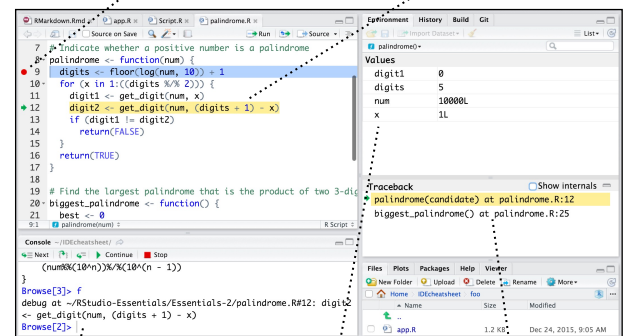 RMarkdown.Rmd app.R Script.R palindrome.R
Source on Save Run Source
7 # Indicate whether a positive number is a palindrome
8 palindrome <- function(num) {
9 digits <- floor(log(num, 10)) + 1
10 for (x in 1:((digits %/% 2))) {
11 digit1 <- get_digit(num, x)
12 digit2 <- get_digit(num, (digits + 1) - x)
13 if (digit1 != digit2)
14 return(FALSE)
15 }
16 return(TRUE)
17 }
18
19 # Find the largest palindrome that is the product of two 3-dig
20 biggest_palindrome <- function() {
21 best <- 0
9:1 palindrome(num) R Script
Console ~/IDEcheatsheet/
Next Continue Stop
(num%%(10^n))%/%(10^(n - 1))
}
Browse[3]> f
debug at ~/RStudio-Essentials/Essentials-2/palindrome.R#12: digit2
<- get_digit(num, (digits + 1) - x)
Browse[2]>
Environment History Build Git
Import Dataset List
palindrome()
Values
digit1 0
digits 5
num 10000L
x 1L
Traceback Show internals
palindrome(candidate) at palindrome.R:12
biggest_palindrome() at palindrome.R:25
Files Plots Packages Help Viewer
New Folder Upload Delete Rename More
Home IDEcheatsheet foo
Name Size Modified
..
app.R 1.2 KB Dec 24, 2015, 9:05 AM